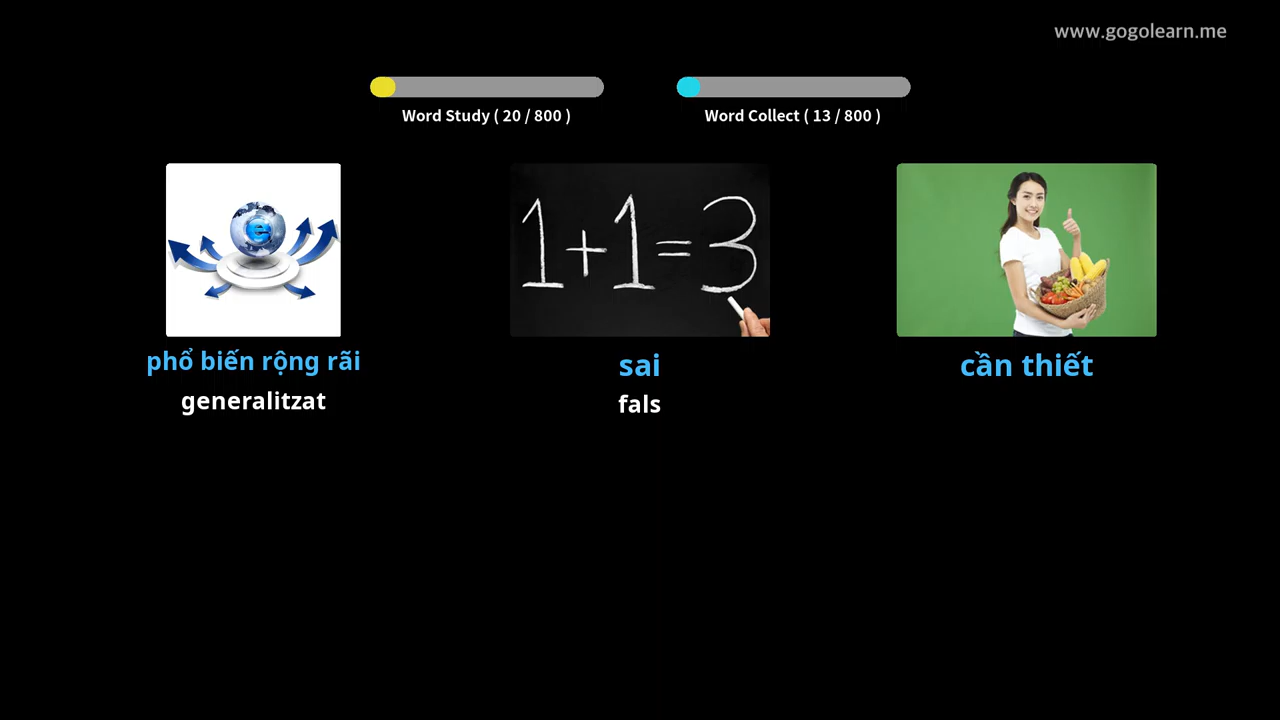 www.gogolearn.me
Word Study ( 20 / 800 )
Word Collect ( 13 / 800 )
e
1+1=3
phổ biến rộng rãi
sai
cần thiết
generalitzat
fals